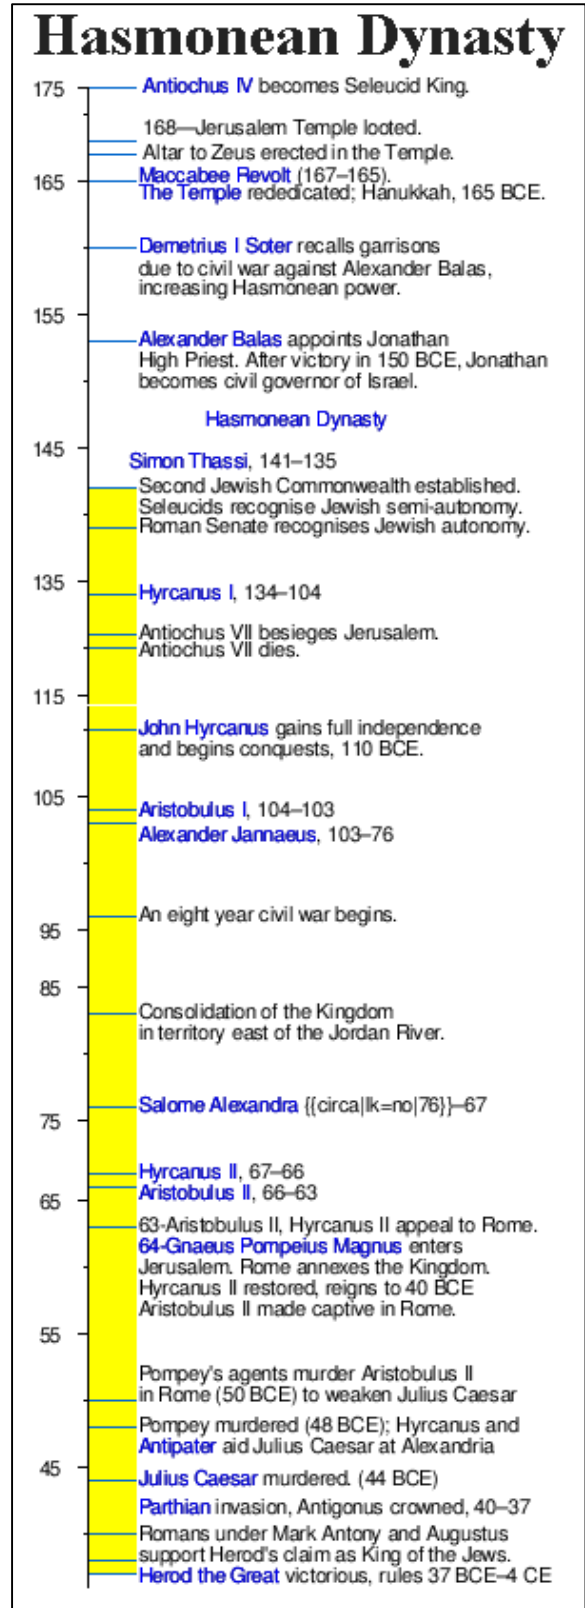 Hasmonean Dynasty
175 Antiochus IV becomes Seleucid King.
168—Jerusalem Temple looted.
Altar to Zeus erected in the Temple.
165 Maccabee Revolt (167–165).
The Temple rededicated; Hanukkah, 165 BCE.
Demetrius I Soter recalls garrisons
due to civil war against Alexander Balas,
increasing Hasmonean power.
155
Alexander Balas appoints Jonathan
High Priest. After victory in 150 BCE, Jonathan
becomes civil governor of Israel.
Hasmonean Dynasty
145
Simon Thassi, 141–135
Second Jewish Commonwealth established.
Seleucids recognise Jewish semi-autonomy.
Roman Senate recognises Jewish autonomy.
135
Hyrcanus I, 134–104
Antiochus VII besieges Jerusalem.
Antiochus VII dies.
115
John Hyrcanus gains full independence
and begins conquests, 110 BCE.
105
Aristobulus I, 104–103
Alexander Jannaeus, 103–76
An eight year civil war begins.
95
85
Consolidation of the Kingdom
in territory east of the Jordan River.
Salome Alexandra {{circa|lk=no|76}}–67
75
Hyrcanus II, 67–66
Aristobulus II, 66–63
65
63-Aristobulus II, Hyrcanus II appeal to Rome.
64-Gnaeus Pompeius Magnus enters
Jerusalem. Rome annexes the Kingdom.
Hyrcanus II restored, reigns to 40 BCE
Aristobulus II made captive in Rome.
55
Pompey's agents murder Aristobulus II
in Rome (50 BCE) to weaken Julius Caesar
Pompey murdered (48 BCE); Hyrcanus and
Antipater aid Julius Caesar at Alexandria
45
Julius Caesar murdered. (44 BCE)
Parthian invasion, Antigonus crowned, 40–37
Romans under Mark Antony and Augustus
support Herod's claim as King of the Jews.
Herod the Great victorious, rules 37 BCE–4 CE